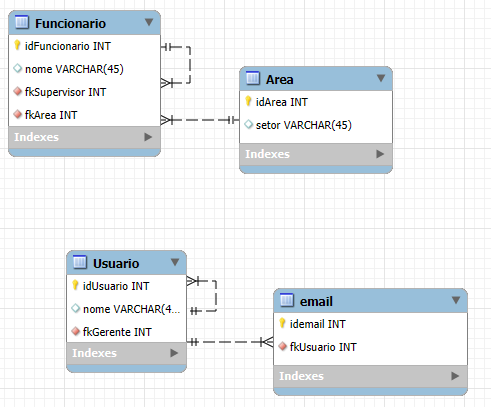 Funcionario
idFuncionario INT
nome VARCHAR(45)
fkSupervisor INT
fkArea INT
Indexes
Area
idArea INT
setor VARCHAR(45)
Indexes
Usuario
idUsuario INT
nome VARCHAR(4...
fkGerente INT
Indexes
email
idemail INT
fkUsuario INT
Indexes